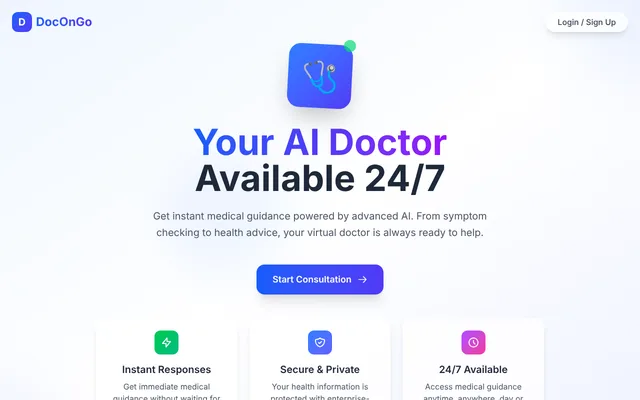 D DocOnGo
Login / Sign Up
Your AI Doctor
Available 24/7
Get instant medical guidance powered by advanced AI. From symptom
checking to health advice, your virtual doctor is always ready to help.
Start Consultation →
Instant Responses
Get immediate medical
guidance without waiting for
Secure & Private
Your health information is
protected with enterprise-
24/7 Available
Access medical guidance
anytime, anywhere, day or